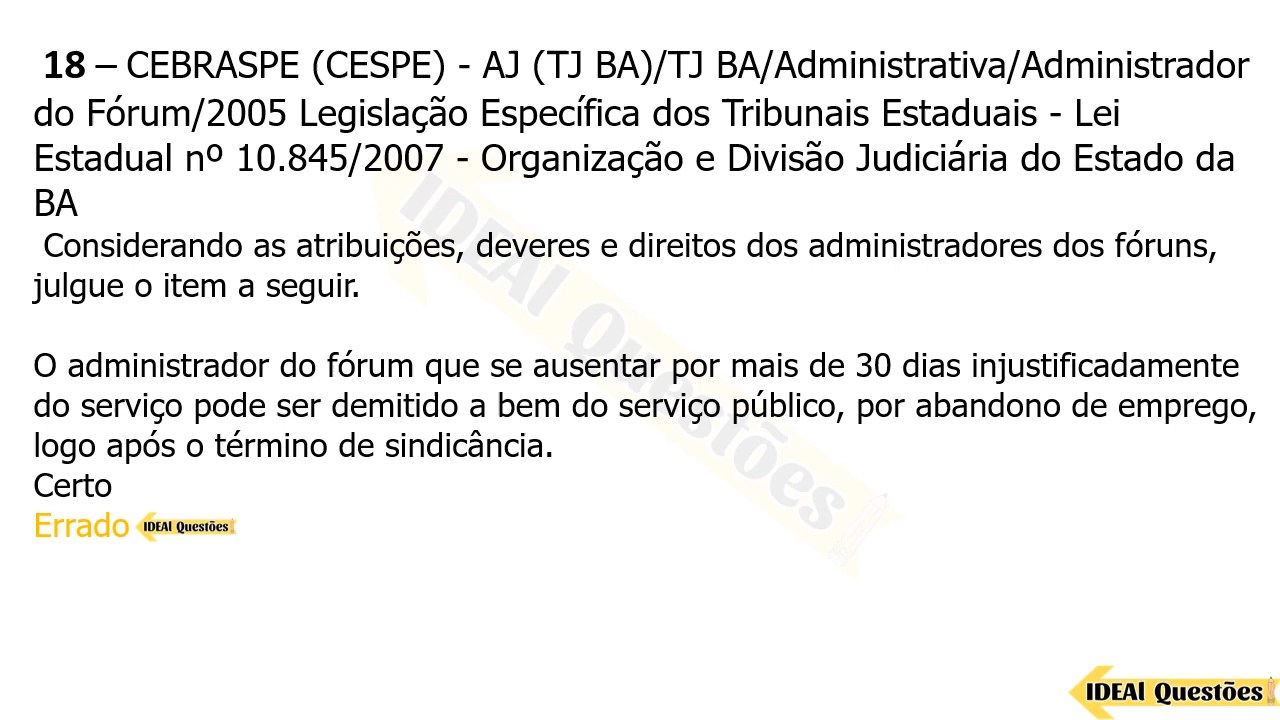 18 – CEBRASPE (CESPE) - AJ (TJ BA)/TJ BA/Administrativa/Administrador
do Fórum/2005 Legislação Específica dos Tribunais Estaduais - Lei
Estadual nº 10.845/2007 - Organização e Divisão Judiciária do Estado da
BA
Considerando as atribuições, deveres e direitos dos administradores dos fóruns,
julgue o item a seguir.
O administrador do fórum que se ausentar por mais de 30 dias injustificadamente
do serviço pode ser demitido a bem do serviço público, por abandono de emprego,
logo após o término de sindicância.
Certo
Errado IDEAl Questões
IDEAl Questões
IDEAl Questões